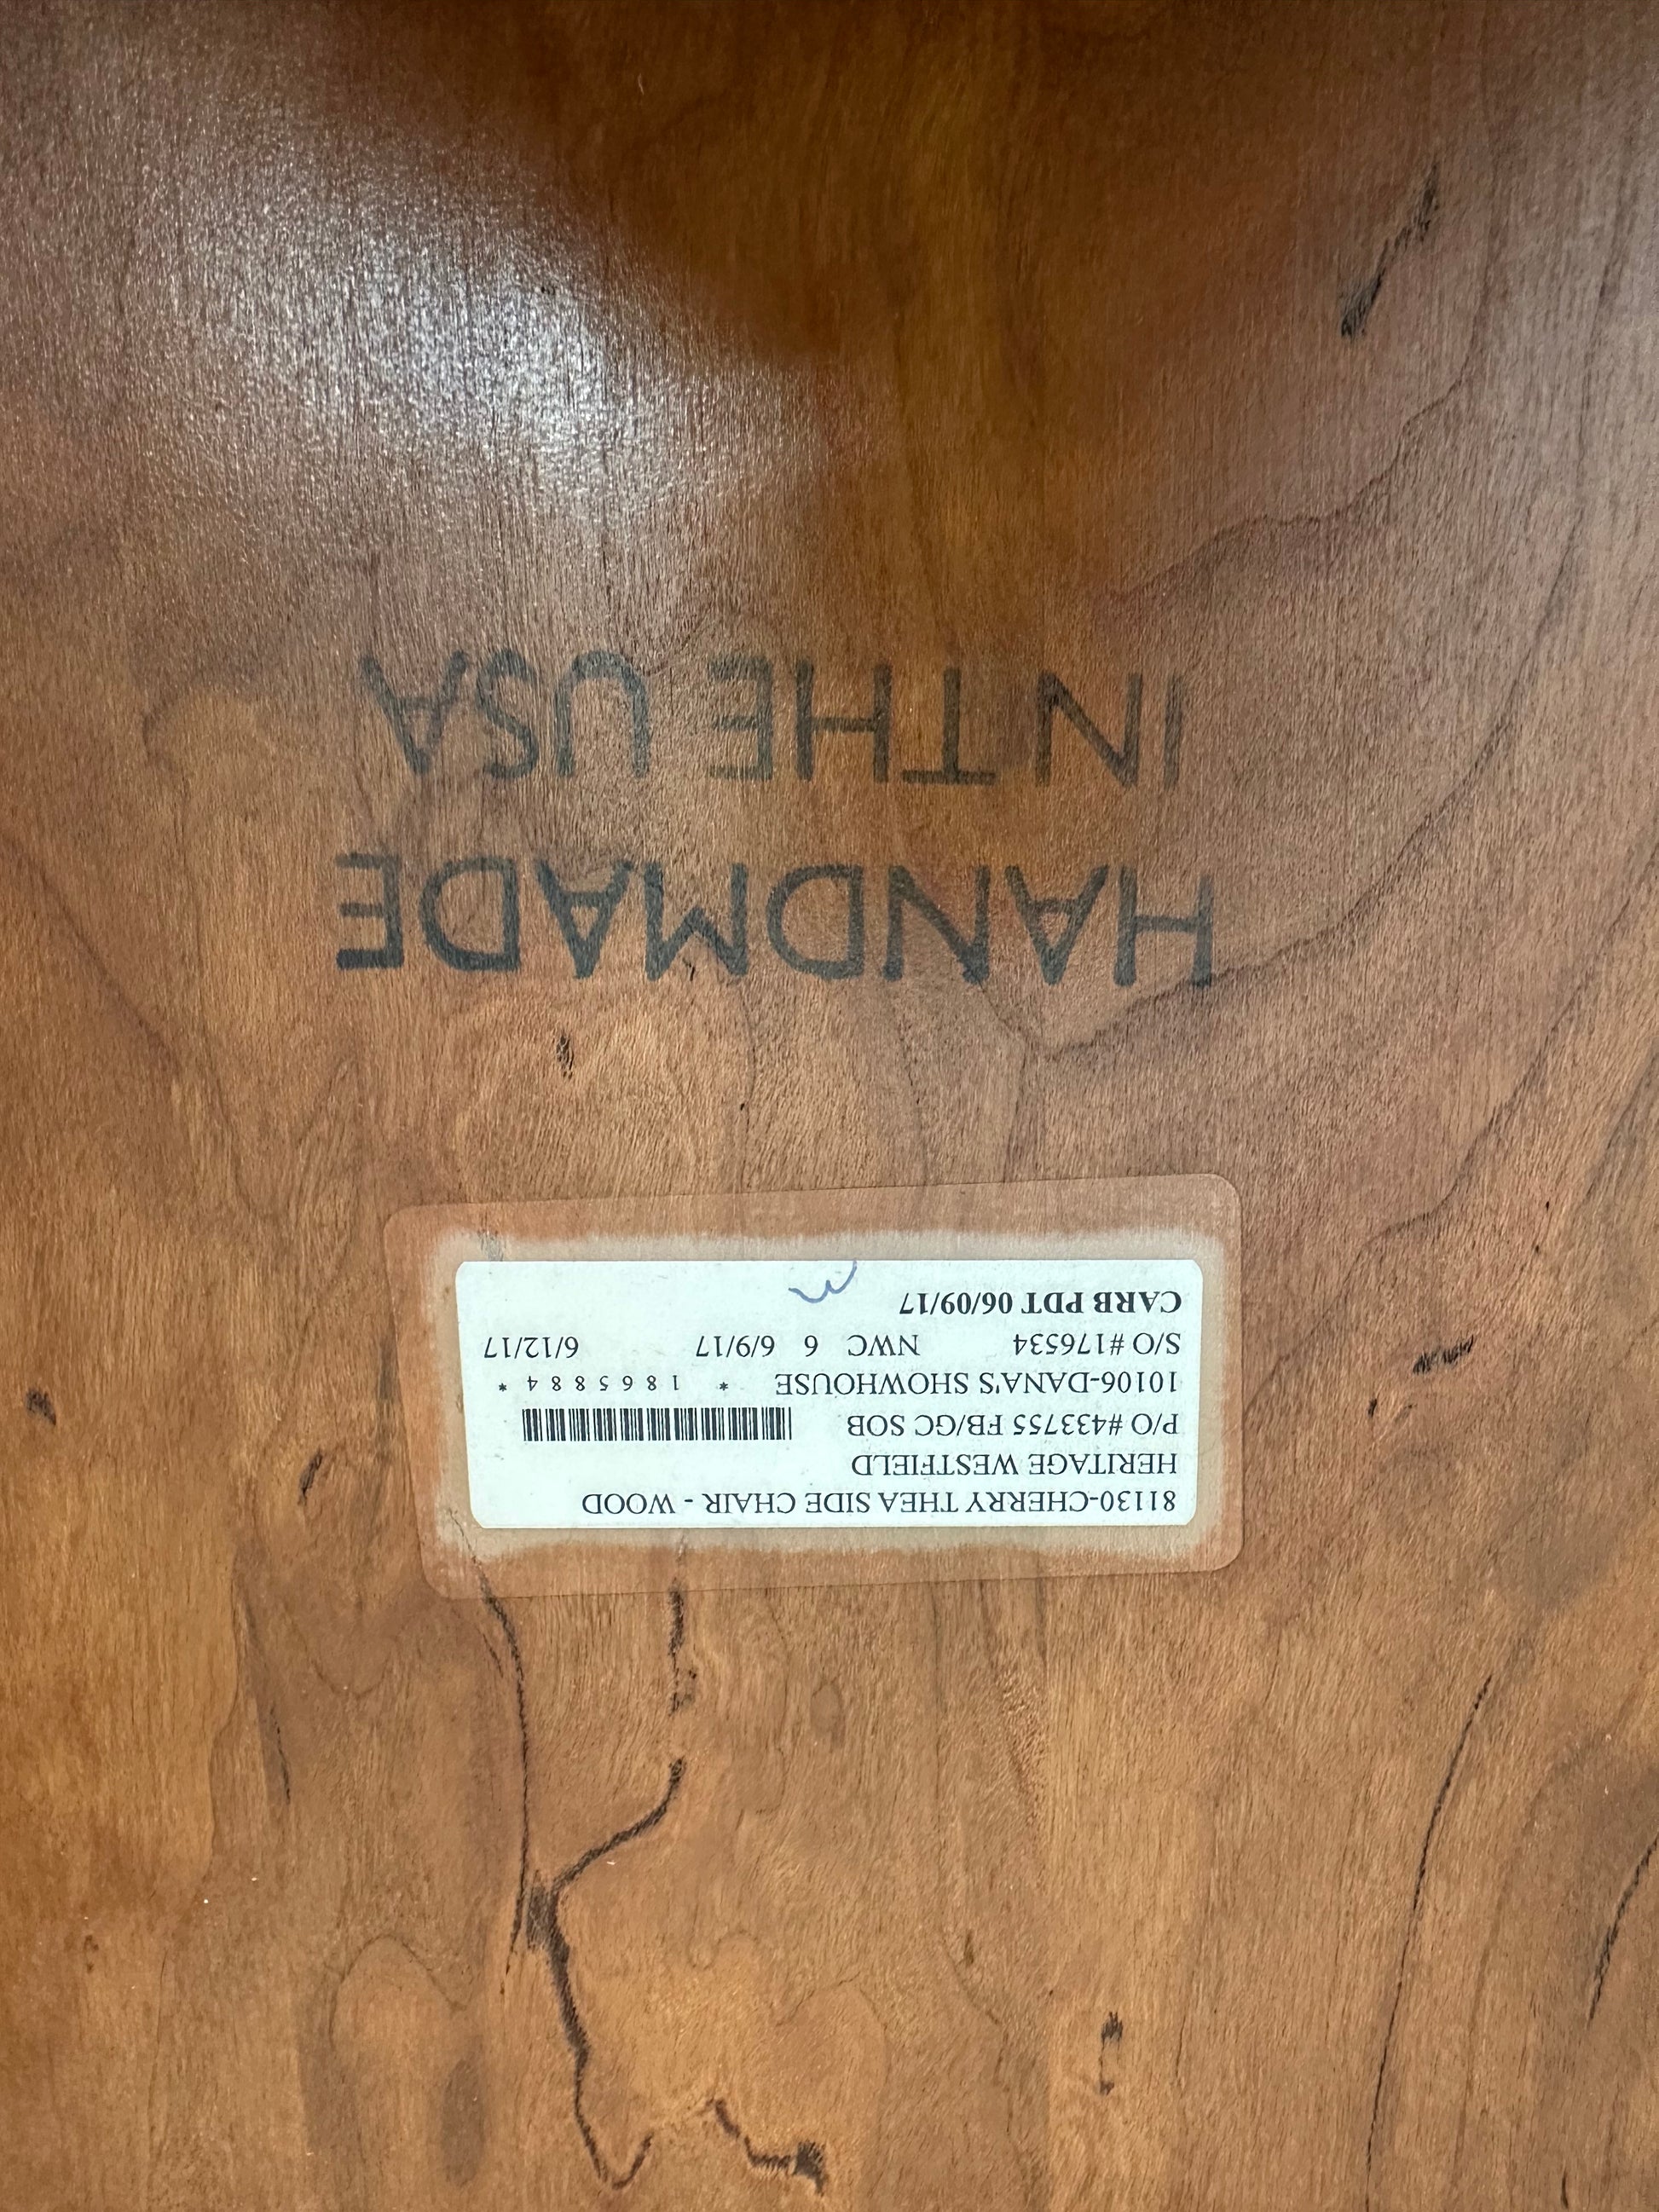 81130-CHERRY THEA SIDE CHAIR - WOOD
HERITAGE WESTFIELD
P/O #433755 FB/GC SOB
10106-DANA'S SHOWHOUSE * 1865884 *
S/O #176534 NWC 6 6/9/17 6/12/17
CARB PDT 06/09/17
HANDMADE
IN THE USA